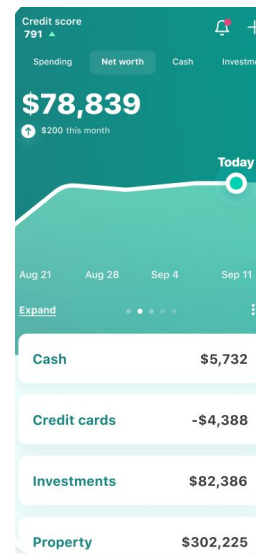 Credit score
791
Spending Net worth Cash Investme
$78,839
$200 this month
Today
Aug 21 Aug 28 Sep 4 Sep 11
Expand
Cash $5,732
Credit cards -$4,388
Investments $82,386
Property $302,225